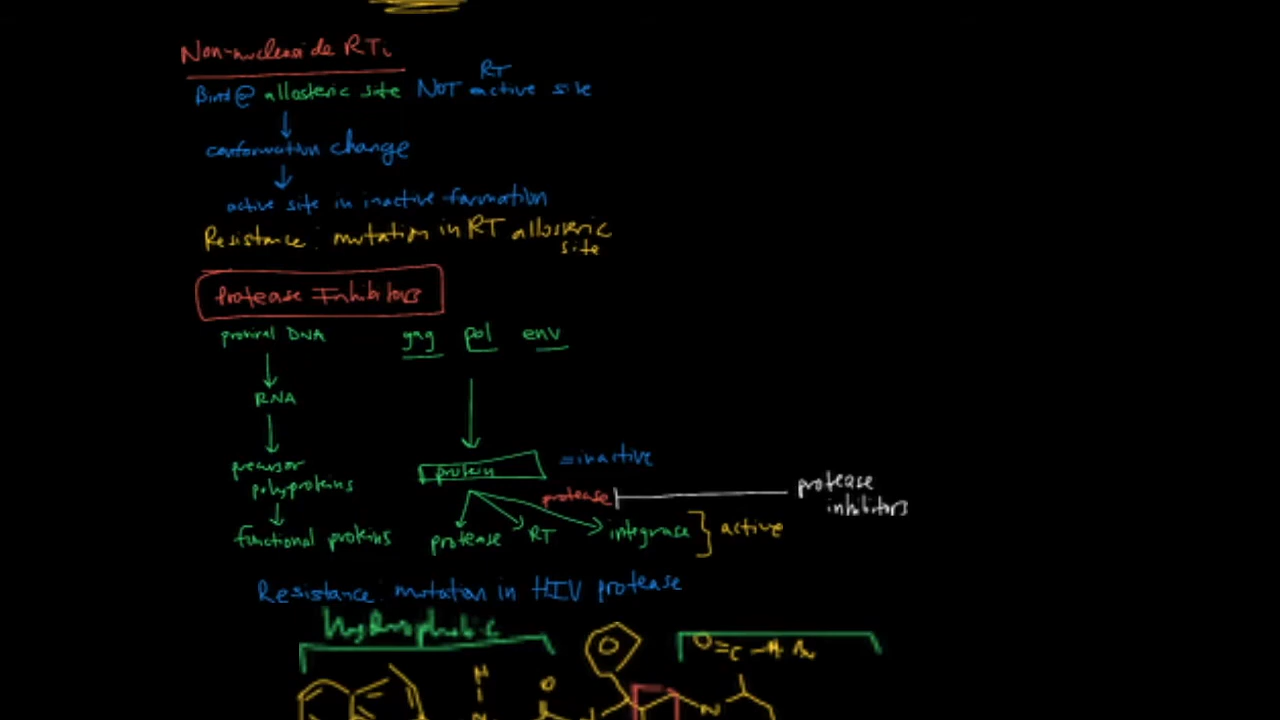 Non-nucleoside RTi
Bind @ allosteric site NOT RT active site
conformation change
active site in inactive formation
Resistance: mutation in RT allosteric site
Protease Inhibitors
proviral DNA gag pol env
RNA
precursor polyproteins
protein = inactive
protease
protease inhibitors
functional proteins protease RT integrase } active
Resistance: mutation in HIV protease
hydrophobic
O = C - N
H
O
N